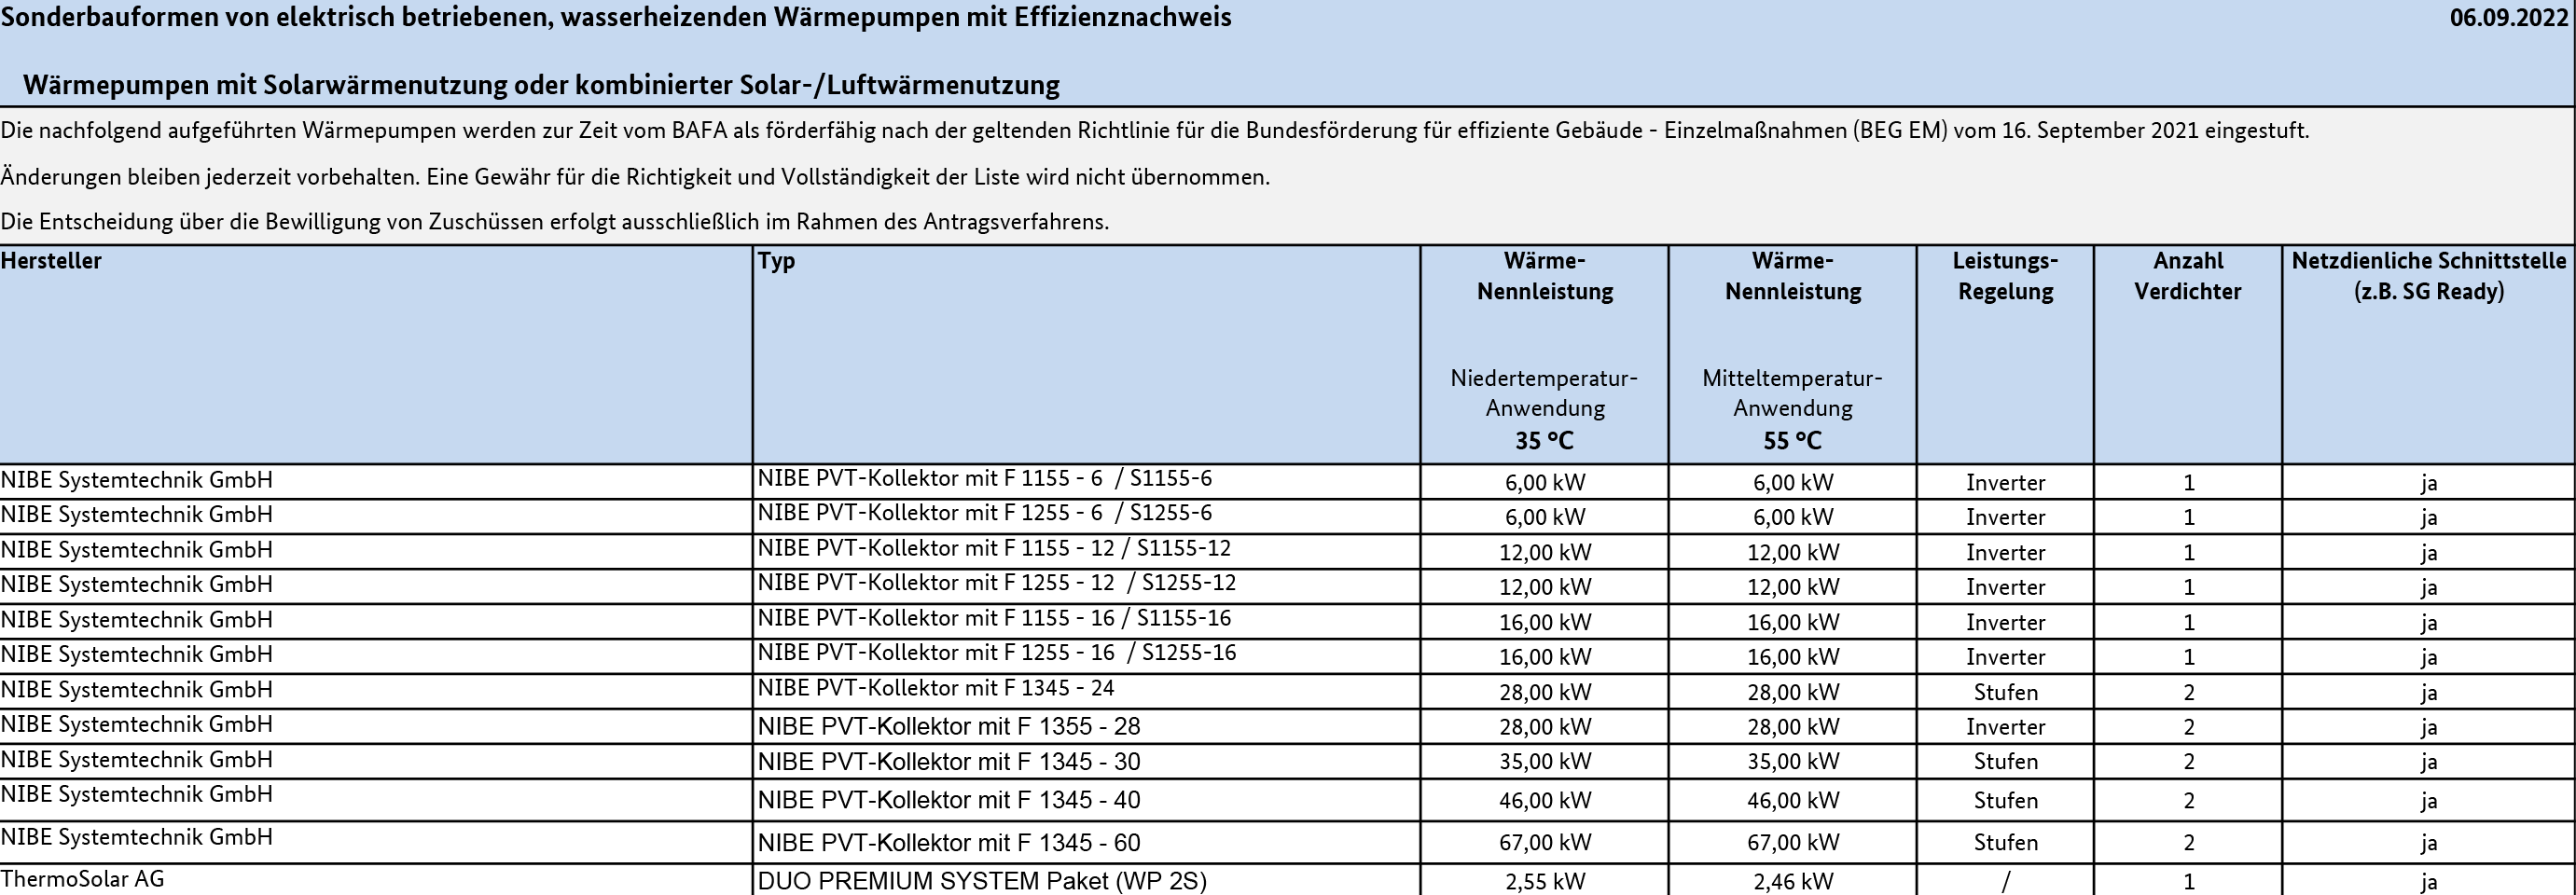 Sonderbauformen von elektrisch betriebenen, wasserheizenden Wärmepumpen mit Effizienznachweis 06.09.2022
Wärmepumpen mit Solarwärmenutzung oder kombinierter Solar-/Luftwärmenutzung
Die nachfolgend aufgeführten Wärmepumpen werden zur Zeit vom BAFA als förderfähig nach der geltenden Richtlinie für die Bundesförderung für effiziente Gebäude - Einzelmaßnahmen (BEG EM) vom 16. September 2021 eingestuft.
Änderungen bleiben jederzeit vorbehalten. Eine Gewähr für die Richtigkeit und Vollständigkeit der Liste wird nicht übernommen.
Die Entscheidung über die Bewilligung von Zuschüssen erfolgt ausschließlich im Rahmen des Antragsverfahrens.
Hersteller Typ Wärme- Wärme- Leistungs- Anzahl Netzdienliche Schnittstelle
Nennleistung Nennleistung Regelung Verdichter (z.B. SG Ready)
Niedertemperatur- Mitteltemperatur-
Anwendung Anwendung
35 °C 55 °C
NIBE Systemtechnik GmbH NIBE PVT-Kollektor mit F 1155 - 6 / S1155-6 6,00 kW 6,00 kW Inverter 1 ja
NIBE Systemtechnik GmbH NIBE PVT-Kollektor mit F 1255 - 6 / S1255-6 6,00 kW 6,00 kW Inverter 1 ja
NIBE Systemtechnik GmbH NIBE PVT-Kollektor mit F 1155 - 12 / S1155-12 12,00 kW 12,00 kW Inverter 1 ja
NIBE Systemtechnik GmbH NIBE PVT-Kollektor mit F 1255 - 12 / S1255-12 12,00 kW 12,00 kW Inverter 1 ja
NIBE Systemtechnik GmbH NIBE PVT-Kollektor mit F 1155 - 16 / S1155-16 16,00 kW 16,00 kW Inverter 1 ja
NIBE Systemtechnik GmbH NIBE PVT-Kollektor mit F 1255 - 16 / S1255-16 16,00 kW 16,00 kW Inverter 1 ja
NIBE Systemtechnik GmbH NIBE PVT-Kollektor mit F 1345 - 24 28,00 kW 28,00 kW Stufen 2 ja
NIBE Systemtechnik GmbH NIBE PVT-Kollektor mit F 1355 - 28 28,00 kW 28,00 kW Inverter 2 ja
NIBE Systemtechnik GmbH NIBE PVT-Kollektor mit F 1345 - 30 35,00 kW 35,00 kW Stufen 2 ja
NIBE Systemtechnik GmbH NIBE PVT-Kollektor mit F 1345 - 40 46,00 kW 46,00 kW Stufen 2 ja
NIBE Systemtechnik GmbH NIBE PVT-Kollektor mit F 1345 - 60 67,00 kW 67,00 kW Stufen 2 ja
ThermoSolar AG DUO PREMIUM SYSTEM Paket (WP 2S) 2,55 kW 2,46 kW / 1 ja